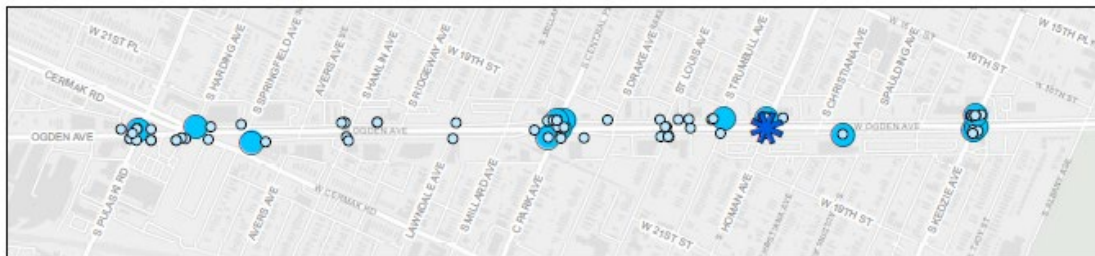 W 21ST PL
CERMAK RD
OGDEN AVE
S PULASKI RD
S HARDING AVE
S SPRINGFIELD AVE
AVERS AVE
AVERS AVE
S HAMLIN AVE
S RIDGEWAY AVE
W 19TH ST
W CERMAK RD
LAWNDALE AVE
S MILLARD AVE
C PARK AVE
OGDEN AVE
S CENTRAL P
S DRAKE AVE
ST LOUIS AVE
S TRUMBULL AVE
W 21ST ST
S HOMAN AVE
W 19TH ST
S CHRISTIANA AVE
SPAULDING AVE
W OGDEN AVE
16TH ST
W 15TH PL
S KEDZIE AVE
S ALBANY AVE